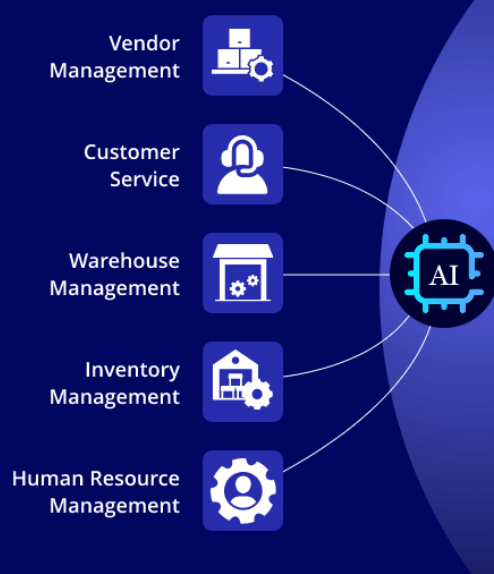 Vendor
Management
Customer
Service
Warehouse
Management
AI
Inventory
Management
Human Resource
Management